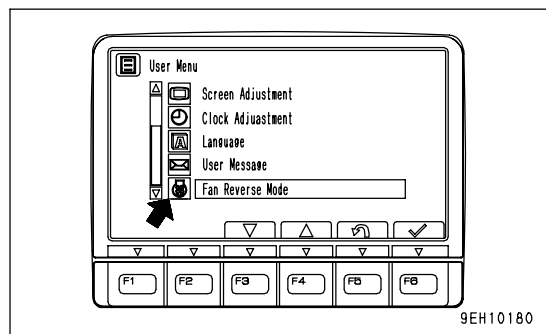 User Menu
Screen Adjustment
Clock Adjuastment
Language
User Message
Fan Reverse Mode
F1 F2 F3 F4 F5 F6
9EH10180